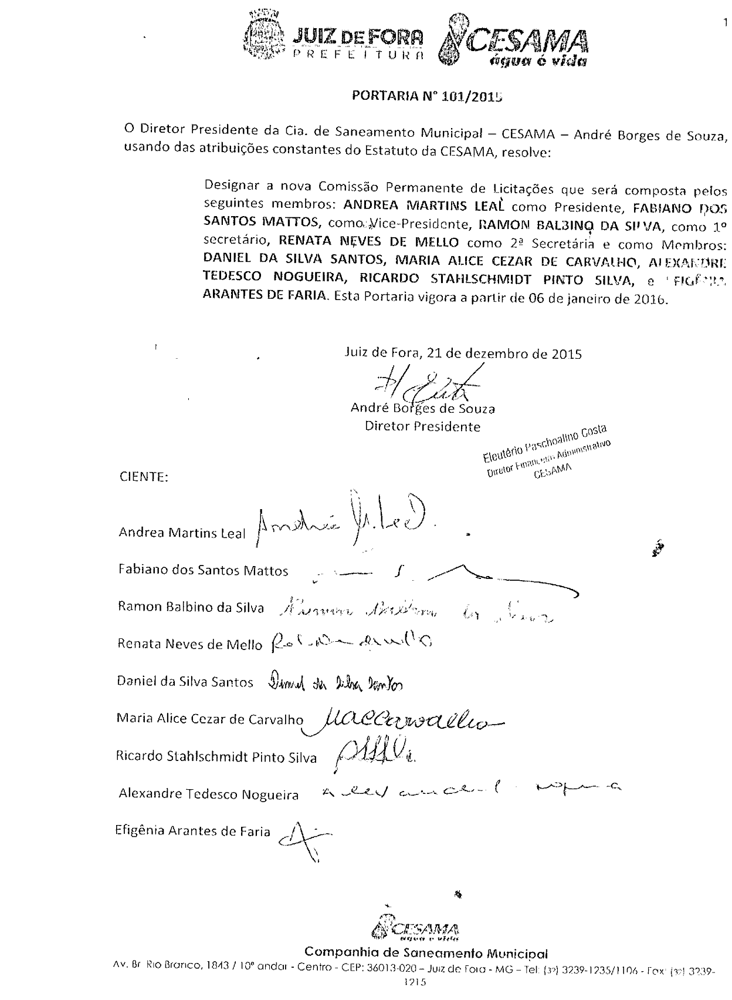 1
JUIZ DE FORA
PREFEITURA
CESAMA
água é vida
PORTARIA N° 101/2015
O Diretor Presidente da Cia. de Saneamento Municipal – CESAMA – André Borges de Souza,
usando das atribuições constantes do Estatuto da CESAMA, resolve:
Designar a nova Comissão Permanente de Licitações que será composta pelos
seguintes membros: ANDREA MARTINS LEAL como Presidente, FABIANO DOS
SANTOS MATTOS, como Vice-Presidente, RAMON BALBINO DA SILVA, como 1º
secretário, RENATA NEVES DE MELLO como 2ª Secretária e como Membros:
DANIEL DA SILVA SANTOS, MARIA ALICE CEZAR DE CARVALHO, ALEXANDRE
TEDESCO NOGUEIRA, RICARDO STAHLSCHMIDT PINTO SILVA, e EFIGÊNIA
ARANTES DE FARIA. Esta Portaria vigora a partir de 06 de janeiro de 2016.
Juiz de Fora, 21 de dezembro de 2015
André Borges de Souza
Diretor Presidente
Eleutério Paschoalino Costa
Diretor Financeiro Administrativo
CESAMA
CIENTE:
Andrea Martins Leal
Fabiano dos Santos Mattos
Ramon Balbino da Silva
Renata Neves de Mello
Daniel da Silva Santos Daniel da Silva Santos
Maria Alice Cezar de Carvalho MACCarvalho
Ricardo Stahlschmidt Pinto Silva
Alexandre Tedesco Nogueira
Efigênia Arantes de Faria
CESAMA
água é vida
Companhia de Saneamento Municipal
Av. Br Rio Branco, 1843 / 10º andar - Centro - CEP: 36013-020 – Juiz de Fora - MG – Tel: (32) 3239-1235/1106 - Fax: (32) 3239-
1215